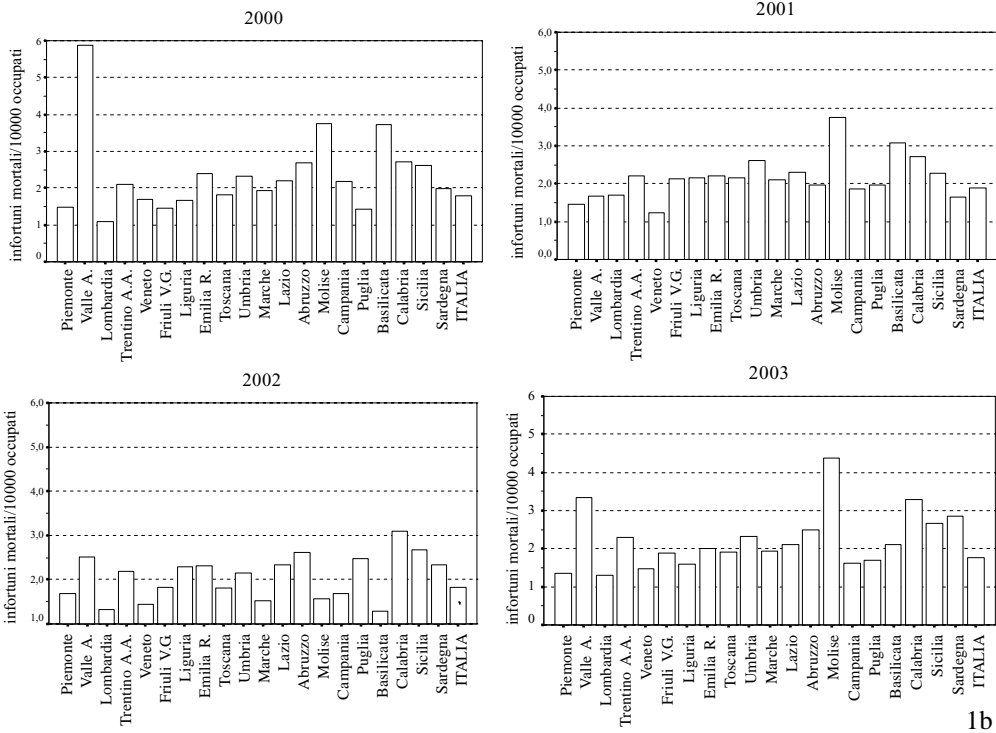 2000
infortuni mortali/10000 occupati
6
5
4
3
2
1
0
Piemonte
Valle A.
Lombardia
Trentino A.A.
Veneto
Friuli V.G.
Liguria
Emilia R.
Toscana
Umbria
Marche
Lazio
Abruzzo
Molise
Campania
Puglia
Basilicata
Calabria
Sicilia
Sardegna
ITALIA
2001
infortuni mortali/10000 occupati
6,0
5,0
4,0
3,0
2,0
1,0
0,0
Piemonte
Valle A.
Lombardia
Trentino A.A.
Veneto
Friuli V.G.
Liguria
Emilia R.
Toscana
Umbria
Marche
Lazio
Abruzzo
Molise
Campania
Puglia
Basilicata
Calabria
Sicilia
Sardegna
ITALIA
2002
infortuni mortali/10000 occupati
6,0
5,0
4,0
3,0
2,0
1,0
Piemonte
Valle A.
Lombardia
Trentino A.A
Veneto
Friuli V.G.
Liguria
Emilia R.
Toscana
Umbria
Marche
Lazio
Abruzzo
Molise
Campania
Puglia
Basilicata
Calabria
Sicilia
Sardegna
ITALIA
2003
infortuni mortali/10000 occupati
6
5
4
3
2
1
0
Piemonte
Valle A.
Lombardia
Trentino A.A.
Veneto
Friuli V.G.
Liguria
Emilia R.
Toscana
Umbria
Marche
Lazio
Abruzzo
Molise
Campania
Puglia
Basilicata
Calabria
Sicilia
Sardegna
ITALIA
1b